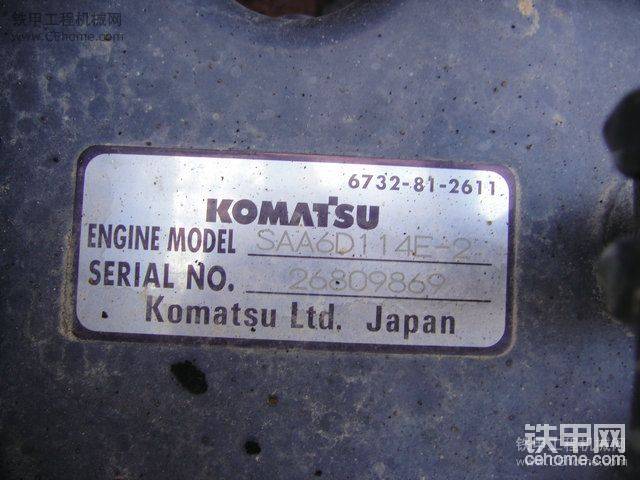 铁甲工程机械网
www.Cehome.com
6732-81-2611
KOMATSU
ENGINE MODEL SAA6D114E-2
SERIAL NO. 26809869
Komatsu Ltd. Japan
铁甲网
cehome.com